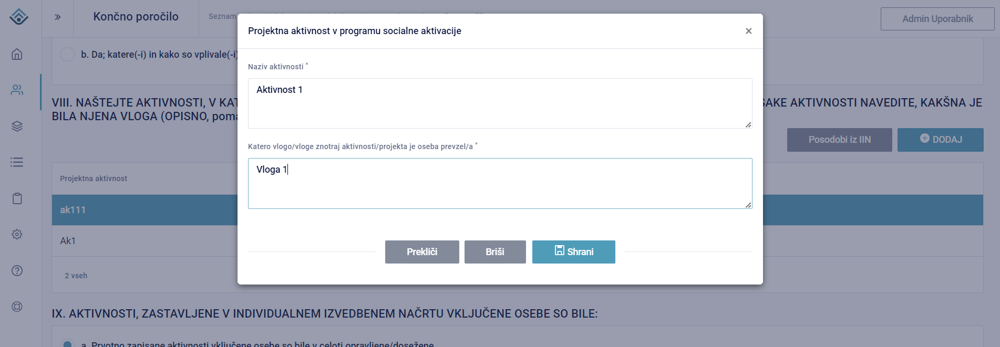 Končno poročilo
Seznam
Admin Uporabnik
Projektna aktivnost v programu socialne aktivacije
×
b. Da; katere(-i) in kako so vplivale(-i)
Naziv aktivnosti *
Aktivnost 1
VIII. NAŠTEJTE AKTIVNOSTI, V KAT
SAKE AKTIVNOSTI NAVEDITE, KAKŠNA JE
BILA NJENA VLOGA (OPISNO, poma
Posodobi iz IIN
DODAJ
Katero vlogo/vloge znotraj aktivnosti/projekta je oseba prevzel/a *
Vloga 1
Projektna aktivnost
ak111
Ak1
Prekliči
Briši
Shrani
2 vseh
IX. AKTIVNOSTI, ZASTAVLJENE V INDIVIDUALNEM IZVEDBENEM NAČRTU VKLJUČENE OSEBE SO BILE:
a. Prvotno zapisane aktivnosti vključene osebe so bile v celoti opravljene/dosežene